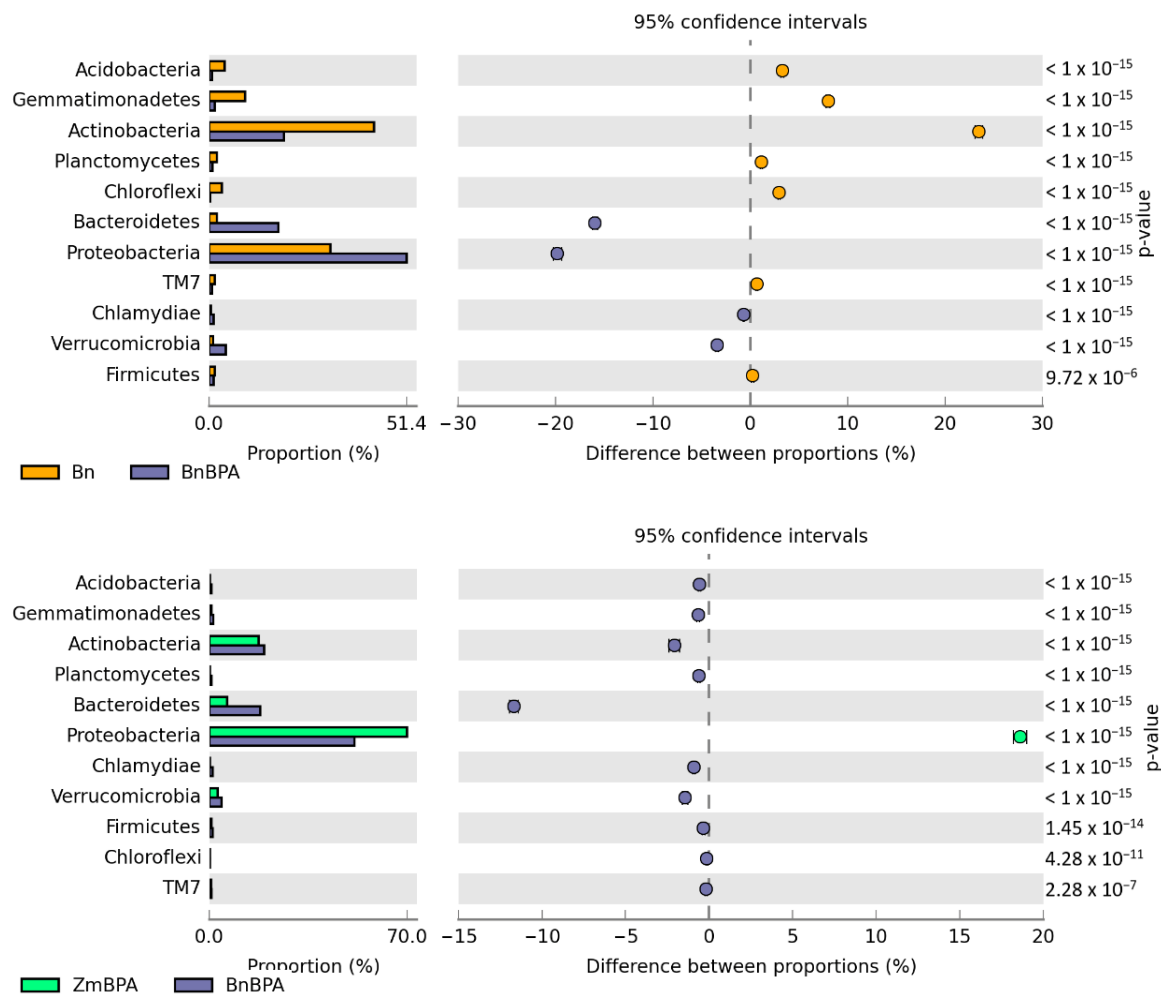 95% confidence intervals
Acidobacteria < 1 x 10⁻¹⁵
Gemmatimonadetes < 1 x 10⁻¹⁵
Actinobacteria < 1 x 10⁻¹⁵
Planctomycetes < 1 x 10⁻¹⁵
Chloroflexi < 1 x 10⁻¹⁵
Bacteroidetes < 1 x 10⁻¹⁵
Proteobacteria < 1 x 10⁻¹⁵
TM7 < 1 x 10⁻¹⁵
Chlamydiae < 1 x 10⁻¹⁵
Verrucomicrobia < 1 x 10⁻¹⁵
Firmicutes 9.72 x 10⁻⁶
p-value
0.0 51.4 −30 −20 −10 0 10 20 30
Proportion (%) Difference between proportions (%)
Bn BnBPA
95% confidence intervals
Acidobacteria < 1 x 10⁻¹⁵
Gemmatimonadetes < 1 x 10⁻¹⁵
Actinobacteria < 1 x 10⁻¹⁵
Planctomycetes < 1 x 10⁻¹⁵
Bacteroidetes < 1 x 10⁻¹⁵
Proteobacteria < 1 x 10⁻¹⁵
Chlamydiae < 1 x 10⁻¹⁵
Verrucomicrobia < 1 x 10⁻¹⁵
Firmicutes 1.45 x 10⁻¹⁴
Chloroflexi 4.28 x 10⁻¹¹
TM7 2.28 x 10⁻⁷
p-value
0.0 70.0 −15 −10 −5 0 5 10 15 20
Proportion (%) Difference between proportions (%)
ZmBPA BnBPA